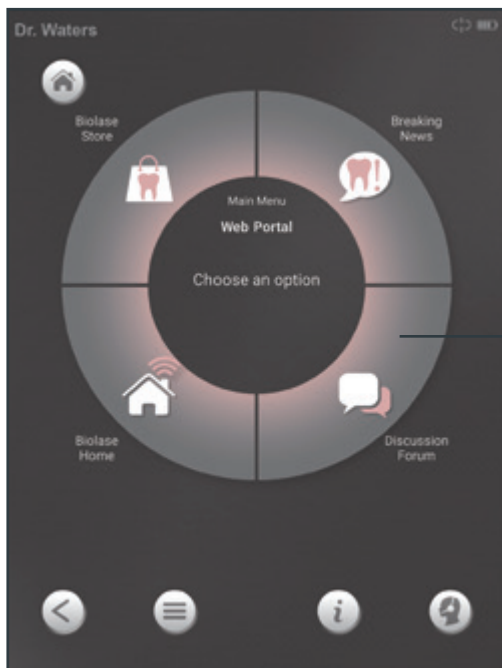 Dr. Waters
Biolase
Store
Breaking
News
Main Menu
Web Portal
Choose an option
Biolase
Home
Discussion
Forum